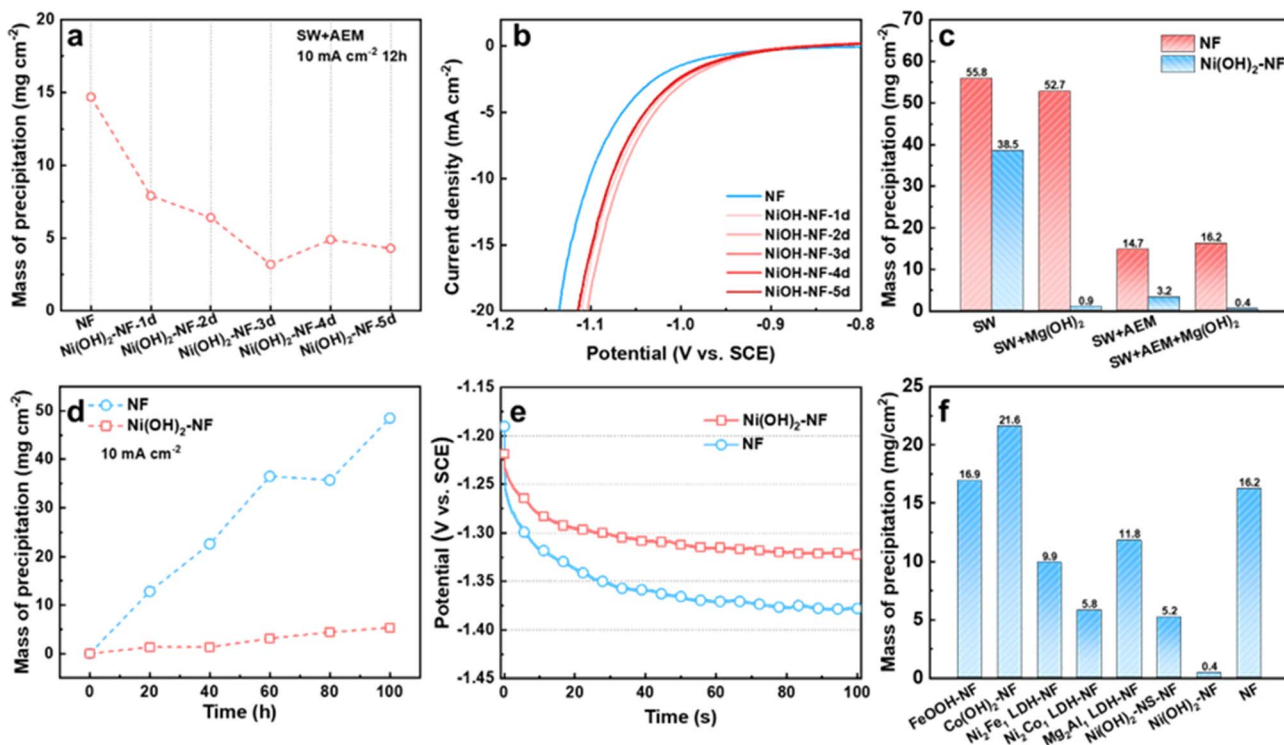 a
SW+AEM
10 mA cm⁻² 12h
Mass of precipitation (mg cm⁻²)
20
15
10
5
0
NF
Ni(OH)₂-NF-1d
Ni(OH)₂-NF-2d
Ni(OH)₂-NF-3d
Ni(OH)₂-NF-4d
Ni(OH)₂-NF-5d
b
Current density (mA cm⁻²)
0
-5
-10
-15
-20
NF
NiOH-NF-1d
NiOH-NF-2d
NiOH-NF-3d
NiOH-NF-4d
NiOH-NF-5d
-1.2 -1.1 -1.0 -0.9 -0.8
Potential (V vs. SCE)
c
NF
Ni(OH)₂-NF
Mass of precipitation (mg cm⁻²)
70
60
50
40
30
20
10
0
55.8
38.5
52.7
0.9
14.7
3.2
16.2
0.4
SW
SW+Mg(OH)₂
SW+AEM
SW+AEM+Mg(OH)₂
d
NF
Ni(OH)₂-NF
10 mA cm⁻²
Mass of precipitation (mg cm⁻²)
50
40
30
20
10
0
0 20 40 60 80 100
Time (h)
e
Ni(OH)₂-NF
NF
Potential (V vs. SCE)
-1.15
-1.20
-1.25
-1.30
-1.35
-1.40
-1.45
0 20 40 60 80 100
Time (s)
f
Mass of precipitation (mg/cm²)
25
20
15
10
5
0
16.9
21.6
9.9
5.8
11.8
5.2
0.4
16.2
FeOOH-NF
Co(OH)₂-NF
Ni₂Fe₁ LDH-NF
Ni₂Co₁ LDH-NF
Mg₂Al₁ LDH-NF
Ni(OH)₂-NS-NF
Ni(OH)₂-NF
NF